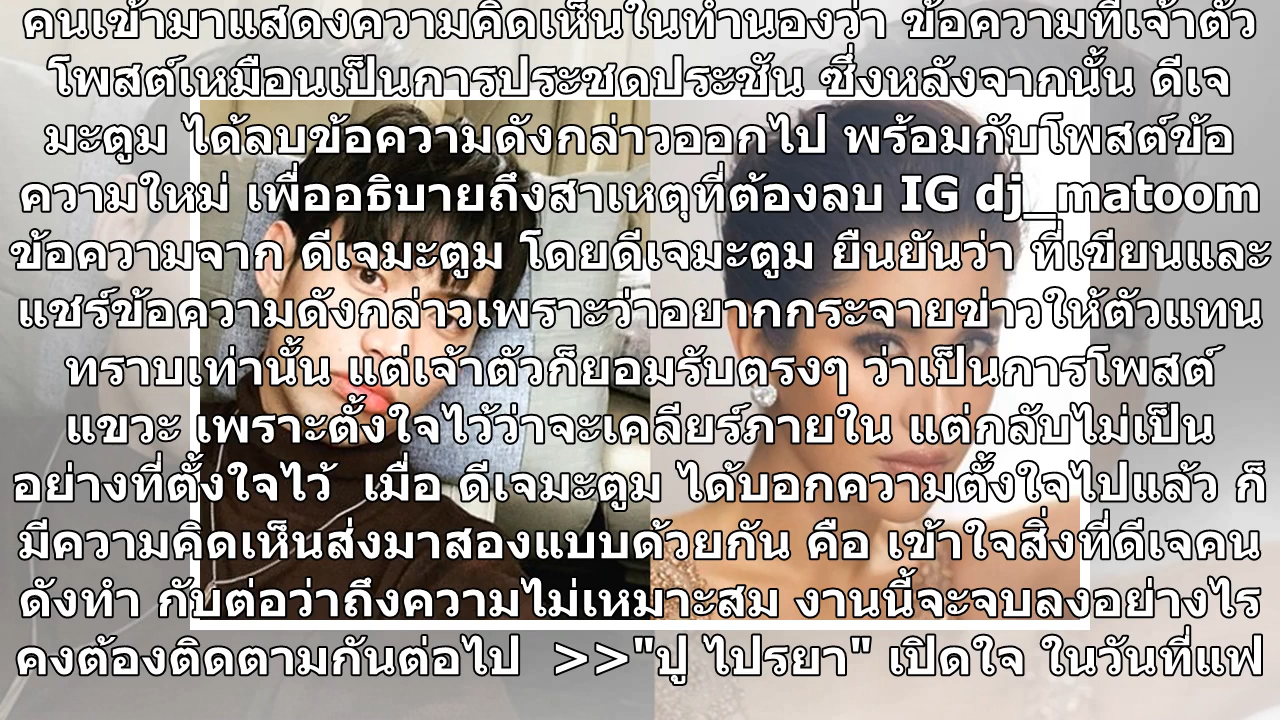 คนเข้ามาแสดงความคิดเห็นในทำนองว่า ข้อความที่เจ้าตัว
โพสต์เหมือนเป็นการประชดประชัน ซึ่งหลังจากนั้น ดีเจ
มะตูม ได้ลบข้อความดังกล่าวออกไป พร้อมกับโพสต์ข้อ
ความใหม่ เพื่ออธิบายถึงสาเหตุที่ต้องลบ IG dj_matoom
ข้อความจาก ดีเจมะตูม โดยดีเจมะตูม ยืนยันว่า ที่เขียนและ
แชร์ข้อความดังกล่าวเพราะว่าอยากกระจายข่าวให้ตัวแทน
ทราบเท่านั้น แต่เจ้าตัวก็ยอมรับตรงๆ ว่าเป็นการโพสต์
แขวะ เพราะตั้งใจไว้ว่าจะเคลียร์ภายใน แต่กลับไม่เป็น
อย่างที่ตั้งใจไว้ เมื่อ ดีเจมะตูม ได้บอกความตั้งใจไปแล้ว ก็
มีความคิดเห็นส่งมาสองแบบด้วยกัน คือ เข้าใจสิ่งที่ดีเจคน
ดังทำ กับต่อว่าถึงความไม่เหมาะสม งานนี้จะจบลงอย่างไร
คงต้องติดตามกันต่อไป >>"ปู ไปรยา" เปิดใจ ในวันที่แฟ